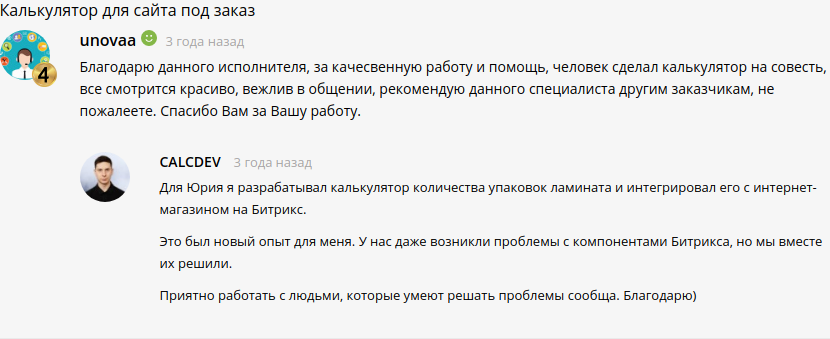 Калькулятор для сайта под заказ
unovaa 3 года назад
4
Благодарю данного исполнителя, за качесвенную работу и помощь, человек сделал калькулятор на совесть,
все смотрится красиво, вежлив в общении, рекомендую данного специалиста другим заказчикам, не
пожалеете. Спасибо Вам за Вашу работу.
CALCDEV 3 года назад
Для Юрия я разрабатывал калькулятор количества упаковок ламината и интегрировал его с интернет-
магазином на Битрикс.
Это был новый опыт для меня. У нас даже возникли проблемы с компонентами Битрикса, но мы вместе
их решили.
Приятно работать с людьми, которые умеют решать проблемы сообща. Благодарю)